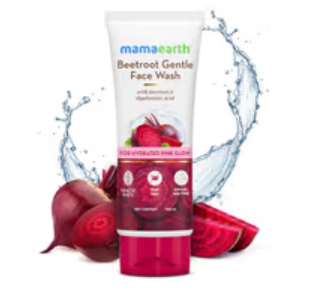 mamaearth
Beetroot Gentle
Face Wash
with Beetroot &
Hyaluronic acid
FOR HYDRATED PINK GLOW